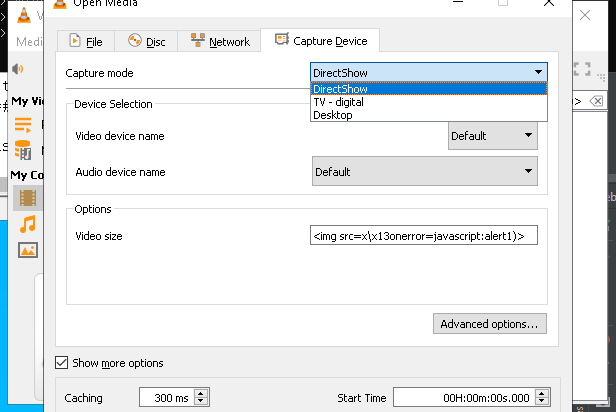 Open Media
V
Medi
File
Disc
Network
Capture Device
Capture mode
DirectShow
DirectShow
TV - digital
Desktop
Device Selection
My Vi
Video device name
Default
Audio device name
Default
My Co
Options
Video size
<img src=x\x13onerror=javascript:alert1)>
Advanced options...
Show more options
Caching
300 ms
Start Time
00H:00m:00s.000